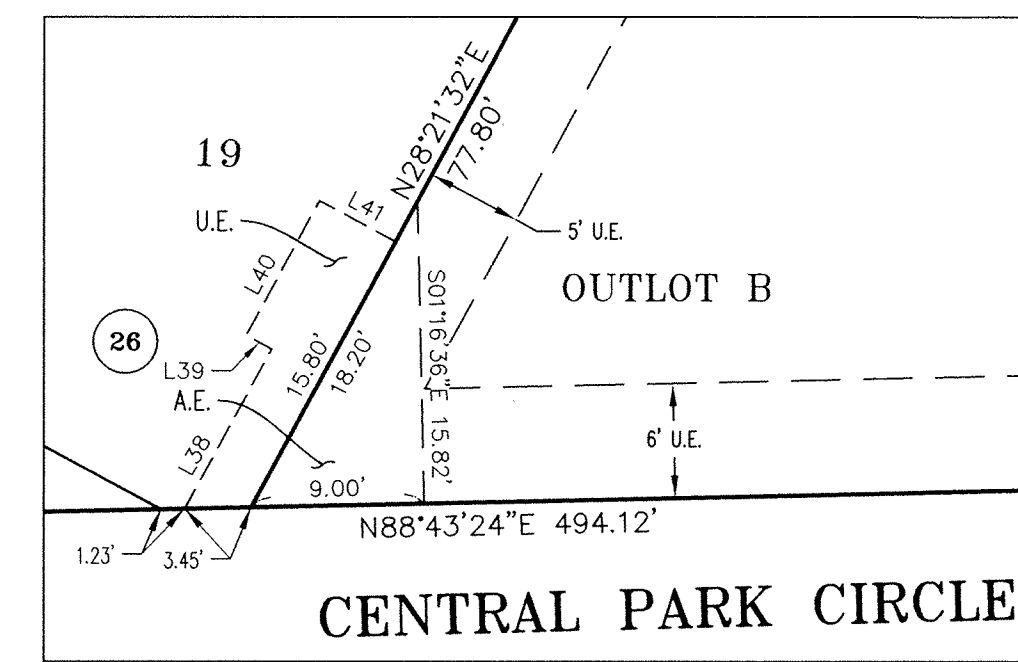 19
N28°21'32"E
77.80'
L41
U.E.
5' U.E.
L40
S01°16'36"E 15.82'
OUTLOT B
26
L39
15.80'
18.20'
A.E.
L38
6' U.E.
9.00'
N88°43'24"E 494.12'
1.23'
3.45'
CENTRAL PARK CIRCLE